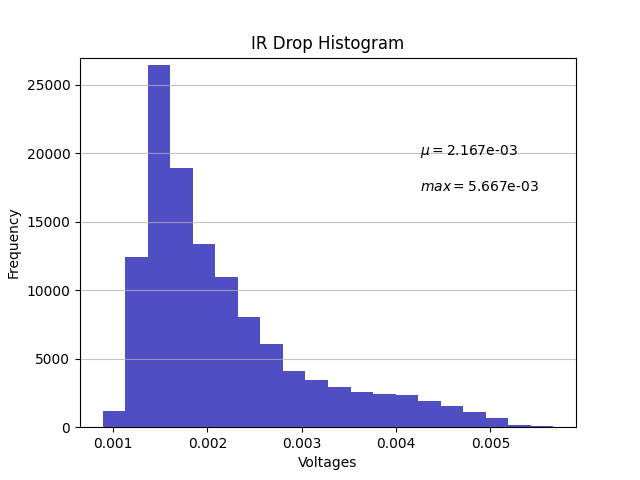 IR Drop Histogram
25000
20000
15000
10000
5000
0
Frequency
μ = 2.167e-03
max = 5.667e-03
0.001 0.002 0.003 0.004 0.005
Voltages